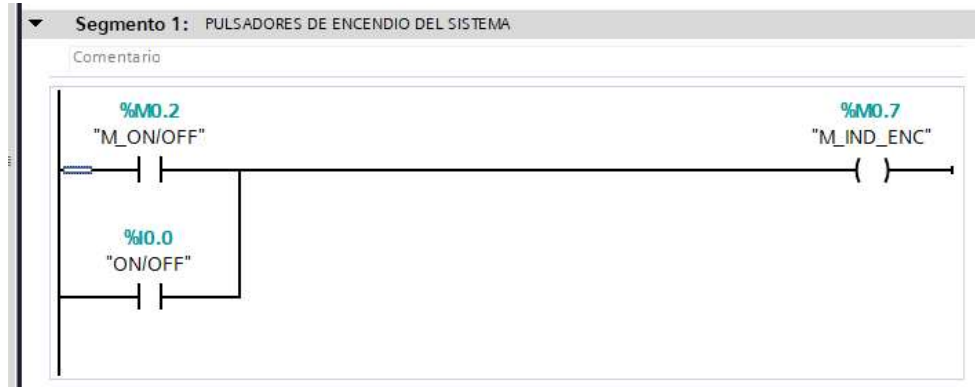 Segmento 1: PULSADORES DE ENCENDIO DEL SISTEMA
Comentario
%M0.2
"M_ON/OFF"
%M0.7
"M_IND_ENC"
%I0.0
"ON/OFF"